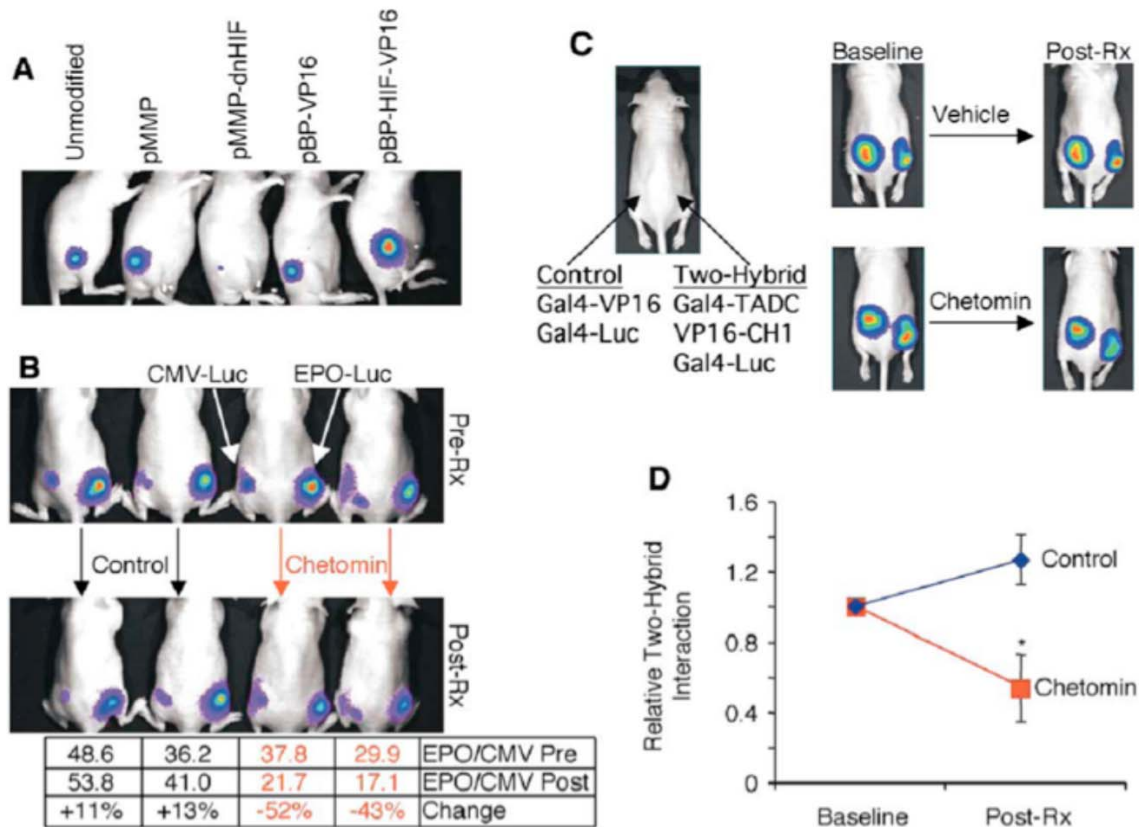 A
Unmodified
pMMP
pMMP-dnHIF
pBP-VP16
pBP-HIF-VP16
B
CMV-Luc
EPO-Luc
Pre-Rx
Control
Chetomin
Post-Rx
48.6 36.2 37.8 29.9 EPO/CMV Pre
53.8 41.0 21.7 17.1 EPO/CMV Post
+11% +13% -52% -43% Change
C
Control Two-Hybrid
Gal4-VP16 Gal4-TADC
Gal4-Luc VP16-CH1
Gal4-Luc
Baseline Post-Rx
Vehicle
Chetomin
D
Relative Two-Hybrid
Interaction
1.6
1.2
0.8
0.4
0
Control
*
Chetomin
Baseline Post-Rx